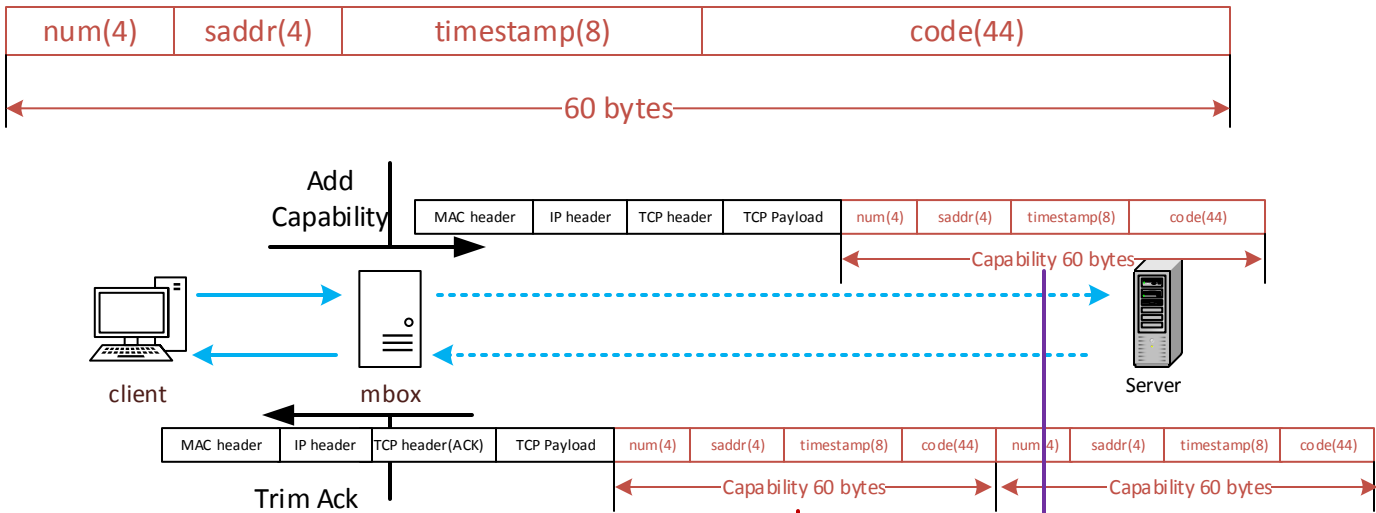 num(4) saddr(4) timestamp(8) code(44)
60 bytes
Add
Capability
MAC header IP header TCP header TCP Payload num(4) saddr(4) timestamp(8) code(44)
Capability 60 bytes
client mbox Server
MAC header IP header TCP header(ACK) TCP Payload num(4) saddr(4) timestamp(8) code(44) num(4) saddr(4) timestamp(8) code(44)
Trim Ack
Capability 60 bytes Capability 60 bytes